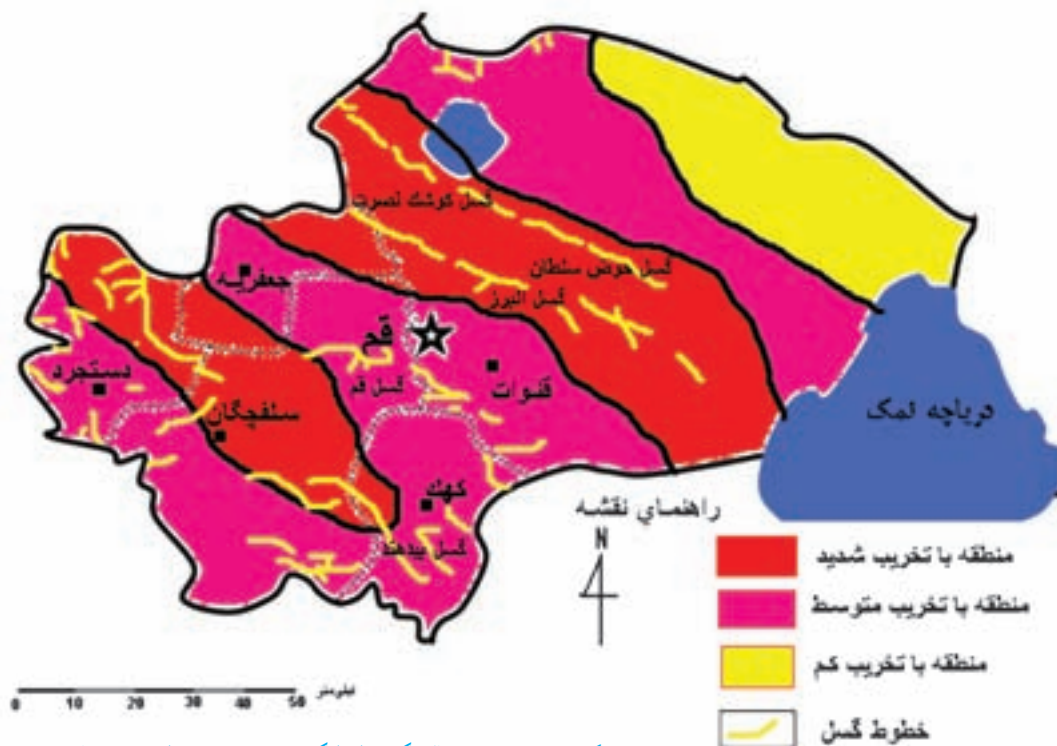 گسل کوشک نصرت
گسل حوض سلطان
گسل البرز
جعفریه
قم
گسل قم
قنوات
دستجرد
سلفچگان
کهک
گسل بیدهند
دریاچه نمک
راهنمای نقشه
N
منطقه با تخریب شدید
منطقه با تخریب متوسط
منطقه با تخریب کم
خطوط گسل
0 10 20 30 40 50 کیلومتر